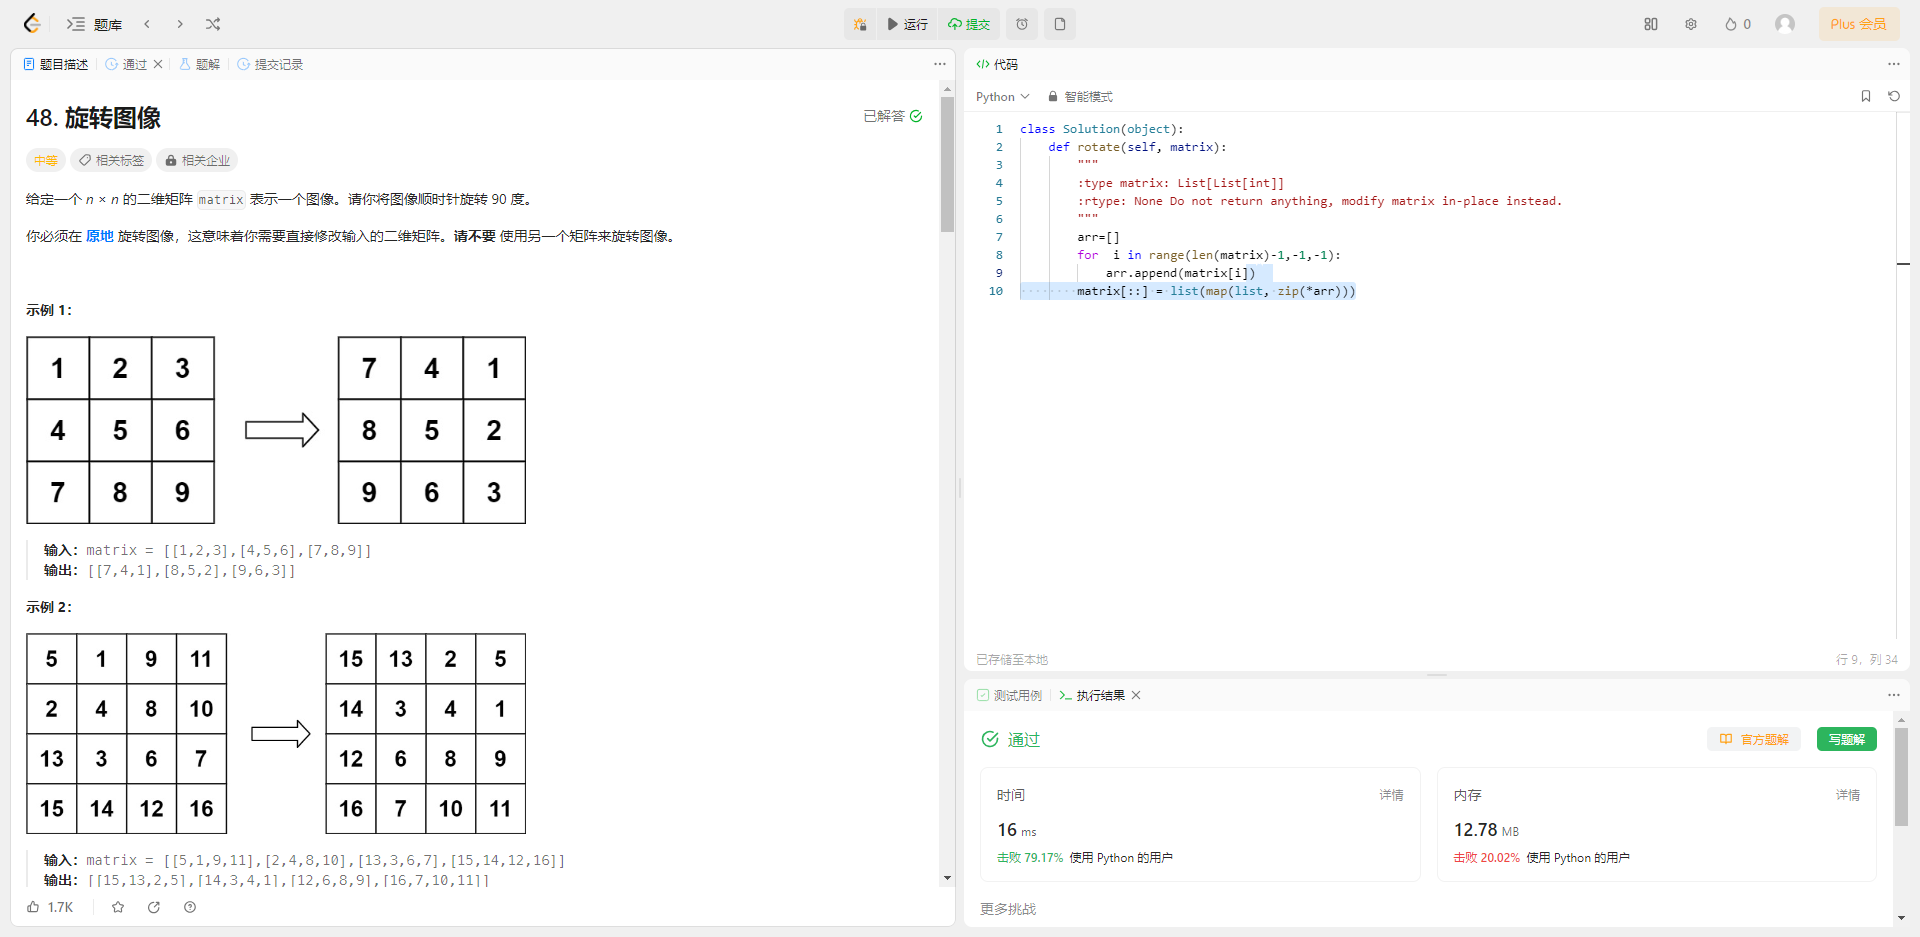 题库
运行
提交
0
Plus 会员
题目描述
通过
题解
提交记录
48. 旋转图像
已解答
中等
相关标签
相关企业
给定一个 n × n 的二维矩阵 matrix 表示一个图像。请你将图像顺时针旋转 90 度。
你必须在 原地 旋转图像，这意味着你需要直接修改输入的二维矩阵。请不要 使用另一个矩阵来旋转图像。
示例 1：
1 2 3
4 5 6
7 8 9
7 4 1
8 5 2
9 6 3
输入：matrix = [[1,2,3],[4,5,6],[7,8,9]]
输出：[[7,4,1],[8,5,2],[9,6,3]]
示例 2：
5 1 9 11
2 4 8 10
13 3 6 7
15 14 12 16
15 13 2 5
14 3 4 1
12 6 8 9
16 7 10 11
输入：matrix = [[5,1,9,11],[2,4,8,10],[13,3,6,7],[15,14,12,16]]
输出：[[15,13,2,5],[14,3,4,1],[12,6,8,9],[16,7,10,11]]
1.7K
代码
Python
智能模式
1 class Solution(object):
2 def rotate(self, matrix):
3 """
4 :type matrix: List[List[int]]
5 :rtype: None Do not return anything, modify matrix in-place instead.
6 """
7 arr=[]
8 for  i in range(len(matrix)-1,-1,-1):
9 arr.append(matrix[i])
10 matrix[::] = list(map(list, zip(*arr)))
已存储至本地
行 9，列 34
测试用例
执行结果
通过
官方题解
写题解
时间
详情
16 ms
击败 79.17% 使用 Python 的用户
内存
详情
12.78 MB
击败 20.02% 使用 Python 的用户
更多挑战